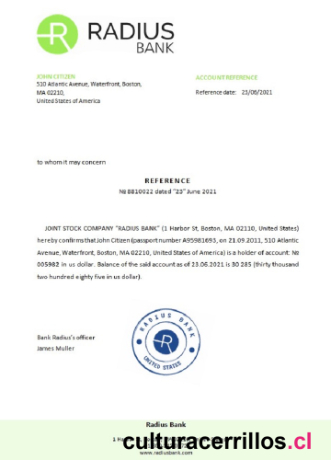 RADIUS
BANK
JOHN CITIZEN
510 Atlantic Avenue, Waterfront, Boston,
MA 02210,
United States of America
ACCOUNT REFERENCE
Reference date: 23/06/2021
to whom it may concern
REFERENCE
№ 8810022 dated "23" June 2021
JOINT STOCK COMPANY "RADIUS BANK" (1 Harbor St, Boston, MA 02110, United States)
hereby confirms that John Citizen (passport number A95981693, on 21.09.2011, 510 Atlantic
Avenue, Waterfront, Boston, MA 02210, United States of America) is a holder of account: №
005982 in us dollar. Balance of the said account as of 23.06.2021 is 30 285 (thirty thousand
two hundred eighty five in us dollar).
Bank Radius's officer
James Muller
RADIUS BANK
UNITED STATES
Radius Bank
culturacerrillos.cl
www.radiusbank.com